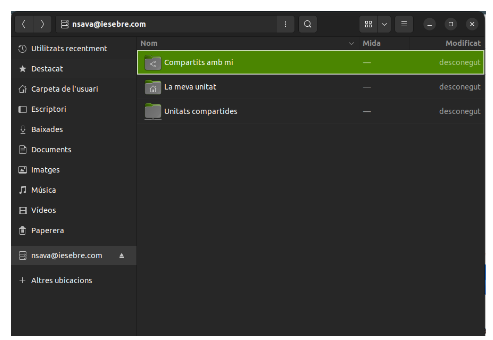 nsava@iesebre.com
Nom Mida Modificat
Utilitzats recentment
Destacat
Carpeta de l'usuari
Escriptori
Baixades
Documents
Imatges
Música
Vídeos
Paperera
nsava@iesebre.com
Altres ubicacions
Compartits amb mi — desconegut
La meva unitat — desconegut
Unitats compartides — desconegut